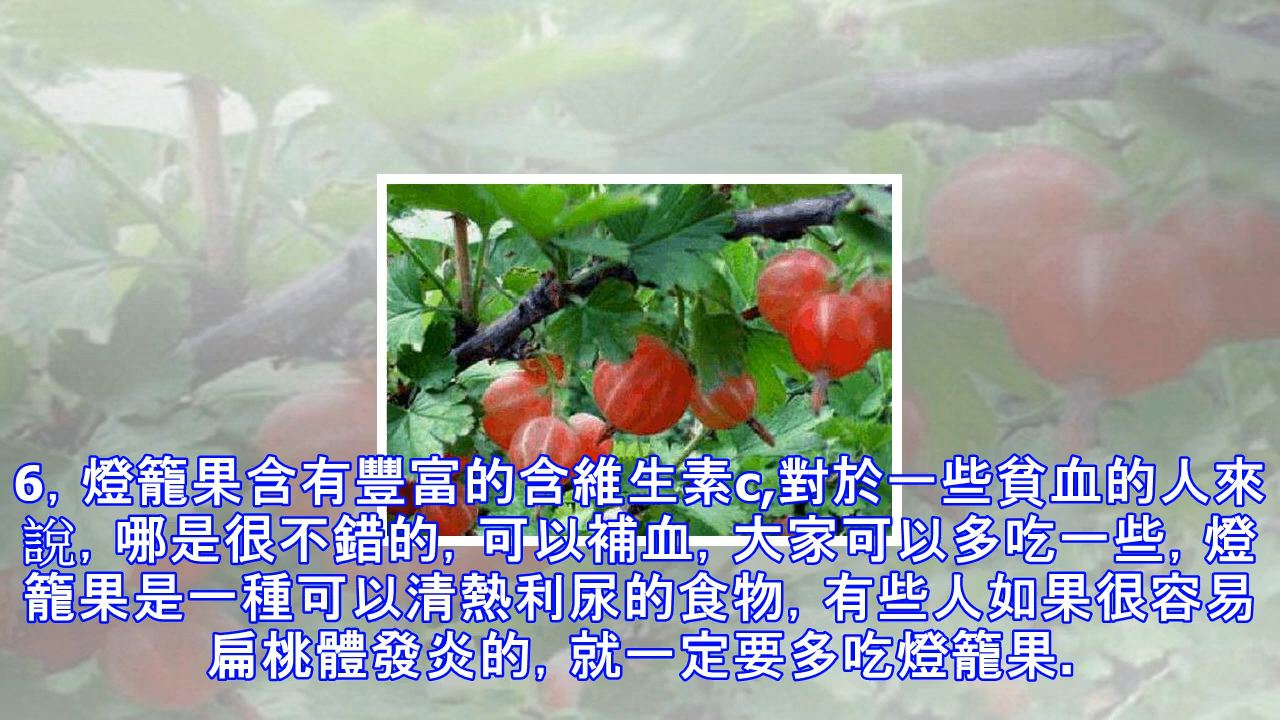 6, 燈籠果含有豐富的含維生素c,對於一些貧血的人來
說, 哪是很不錯的, 可以補血, 大家可以多吃一些, 燈
籠果是一種可以清熱利尿的食物, 有些人如果很容易
扁桃體發炎的, 就一定要多吃燈籠果.